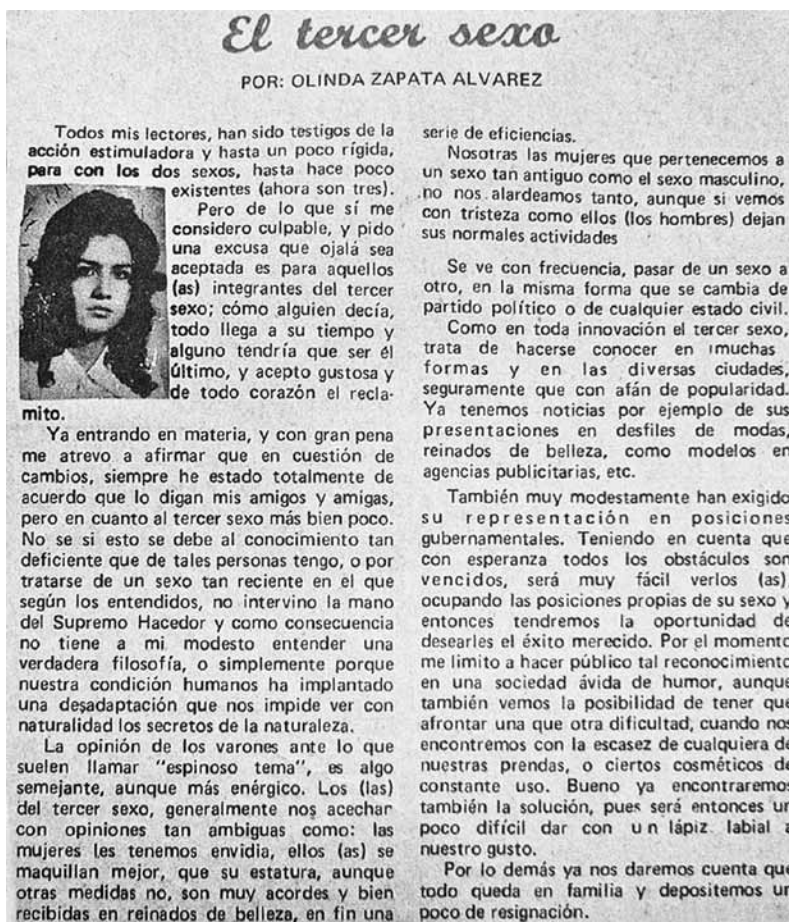 El tercer sexo
POR: OLINDA ZAPATA ALVAREZ
Todos mis lectores, han sido testigos de la
acción estimuladora y hasta un poco rígida,
para con los dos sexos, hasta hace poco
existentes (ahora son tres).
Pero de lo que sí me
considero culpable, y pido
una excusa que ojalá sea
aceptada es para aquellos
(as) integrantes del tercer
sexo; cómo alguien decía,
todo llega a su tiempo y
alguno tendría que ser él
último, y acepto gustosa y
de todo corazón el recla-
mito.
Ya entrando en materia, y con gran pena
me atrevo a afirmar que en cuestión de
cambios, siempre he estado totalmente de
acuerdo que lo digan mis amigos y amigas,
pero en cuanto al tercer sexo más bien poco.
No se si esto se debe al conocimiento tan
deficiente que de tales personas tengo, o por
tratarse de un sexo tan reciente en el que
según los entendidos, no intervino la mano
del Supremo Hacedor y como consecuencia
no tiene a mi modesto entender una
verdadera filosofía, o simplemente porque
nuestra condición humanos ha implantado
una desadaptación que nos impide ver con
naturalidad los secretos de la naturaleza.
La opinión de los varones ante lo que
suelen llamar "espinoso tema", es algo
semejante, aunque más enérgico. Los (las)
del tercer sexo, generalmente nos acechar
con opiniones tan ambiguas como: las
mujeres les tenemos envidia, ellos (as) se
maquillan mejor, que su estatura, aunque
otras medidas no, son muy acordes y bien
recibidas en reinados de belleza, en fin una
serie de eficiencias.
Nosotras las mujeres que pertenecemos a
un sexo tan antiguo como el sexo masculino,
no nos alardeamos tanto, aunque si vemos
con tristeza como ellos (los hombres) dejan
sus normales actividades
Se ve con frecuencia, pasar de un sexo a
otro, en la misma forma que se cambia de
partido político o de cualquier estado civil.
Como en toda innovación el tercer sexo,
trata de hacerse conocer en muchas
formas y en las diversas ciudades,
seguramente que con afán de popularidad.
Ya tenemos noticias por ejemplo de sus
presentaciones en desfiles de modas,
reinados de belleza, como modelos en
agencias publicitarias, etc.
También muy modestamente han exigido
su representación en posiciones
gubernamentales. Teniendo en cuenta que
con esperanza todos los obstáculos son
vencidos, será muy fácil verlos (as)
ocupando las posiciones propias de su sexo y
entonces tendremos la oportunidad de
desearles el éxito merecido. Por el momento
me limito a hacer público tal reconocimiento
en una sociedad ávida de humor, aunque
también vemos la posibilidad de tener que
afrontar una que otra dificultad, cuando nos
encontremos con la escasez de cualquiera de
nuestras prendas, o ciertos cosméticos de
constante uso. Bueno ya encontraremos
también la solución, pues será entonces un
poco difícil dar con un lápiz labial a
nuestro gusto.
Por lo demás ya nos daremos cuenta que
todo queda en familia y depositemos un
poco de resignación.